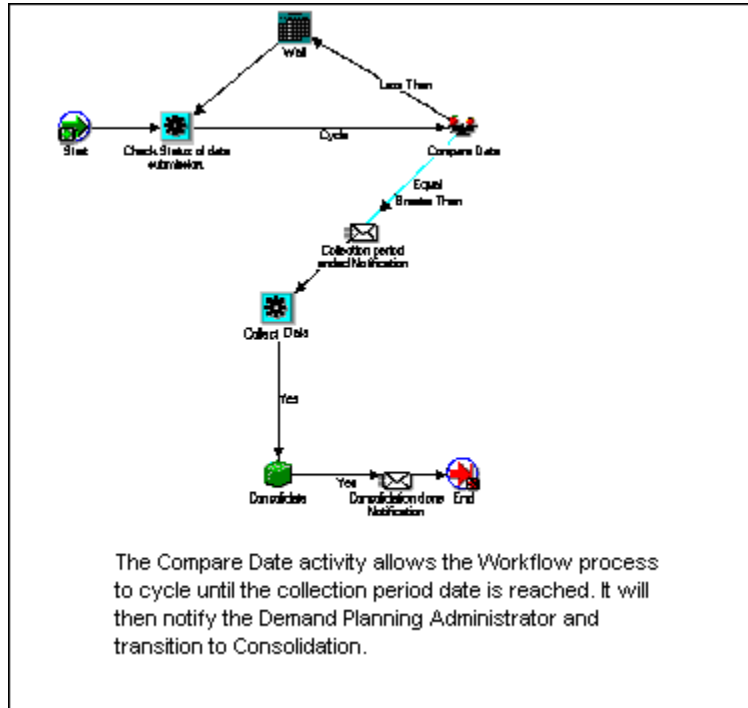 Wait
Less Then
Start
Check Status of data
submission.
Cycle
Compare Date
Equal
Greater Then
Collection period
ended Notification
Collect Data
Yes
Consolidate
Yes
Consolidation done
Notification
End
The Compare Date activity allows the Workflow process
to cycle until the collection period date is reached. It will
then notify the Demand Planning Administrator and
transition to Consolidation.